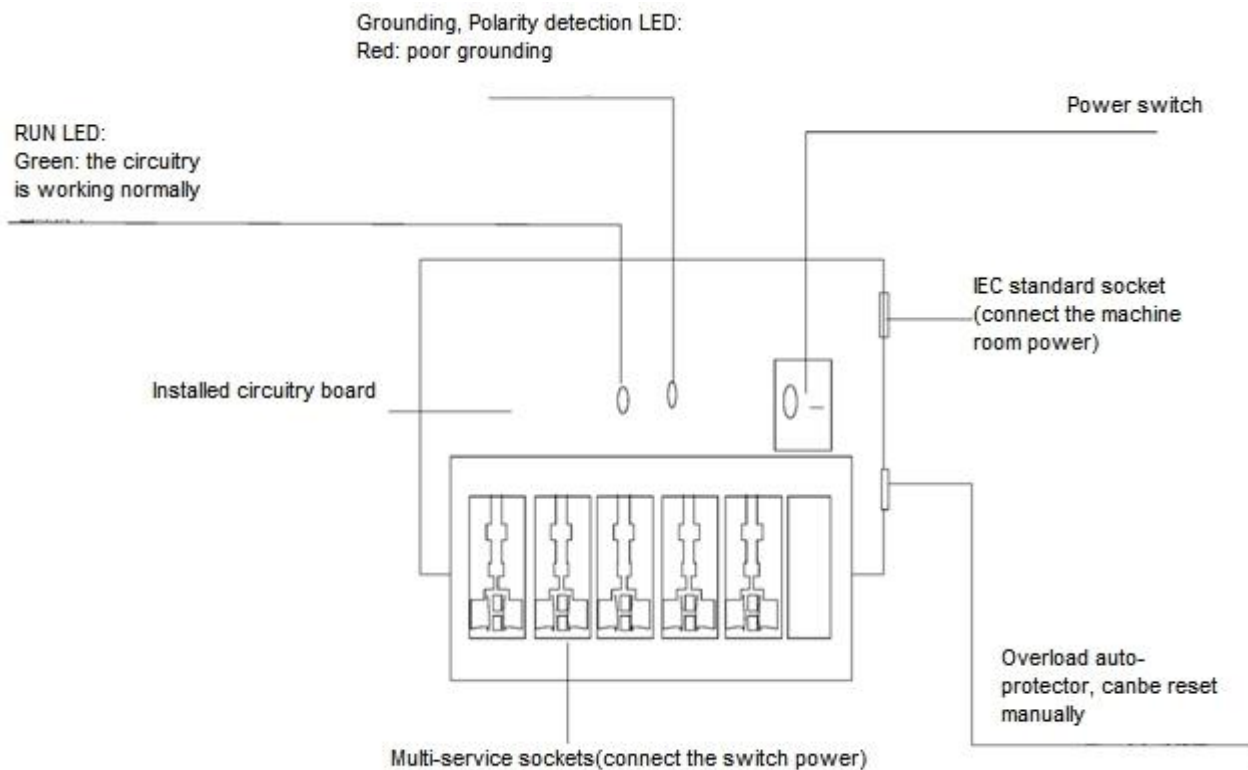 Grounding, Polarity detection LED:
Red: poor grounding
Power switch
RUN LED:
Green: the circuitry
is working normally
IEC standard socket
(connect the machine
room power)
Installed circuitry board
Overload auto-
protector, canbe reset
manually
Multi-service sockets(connect the switch power)